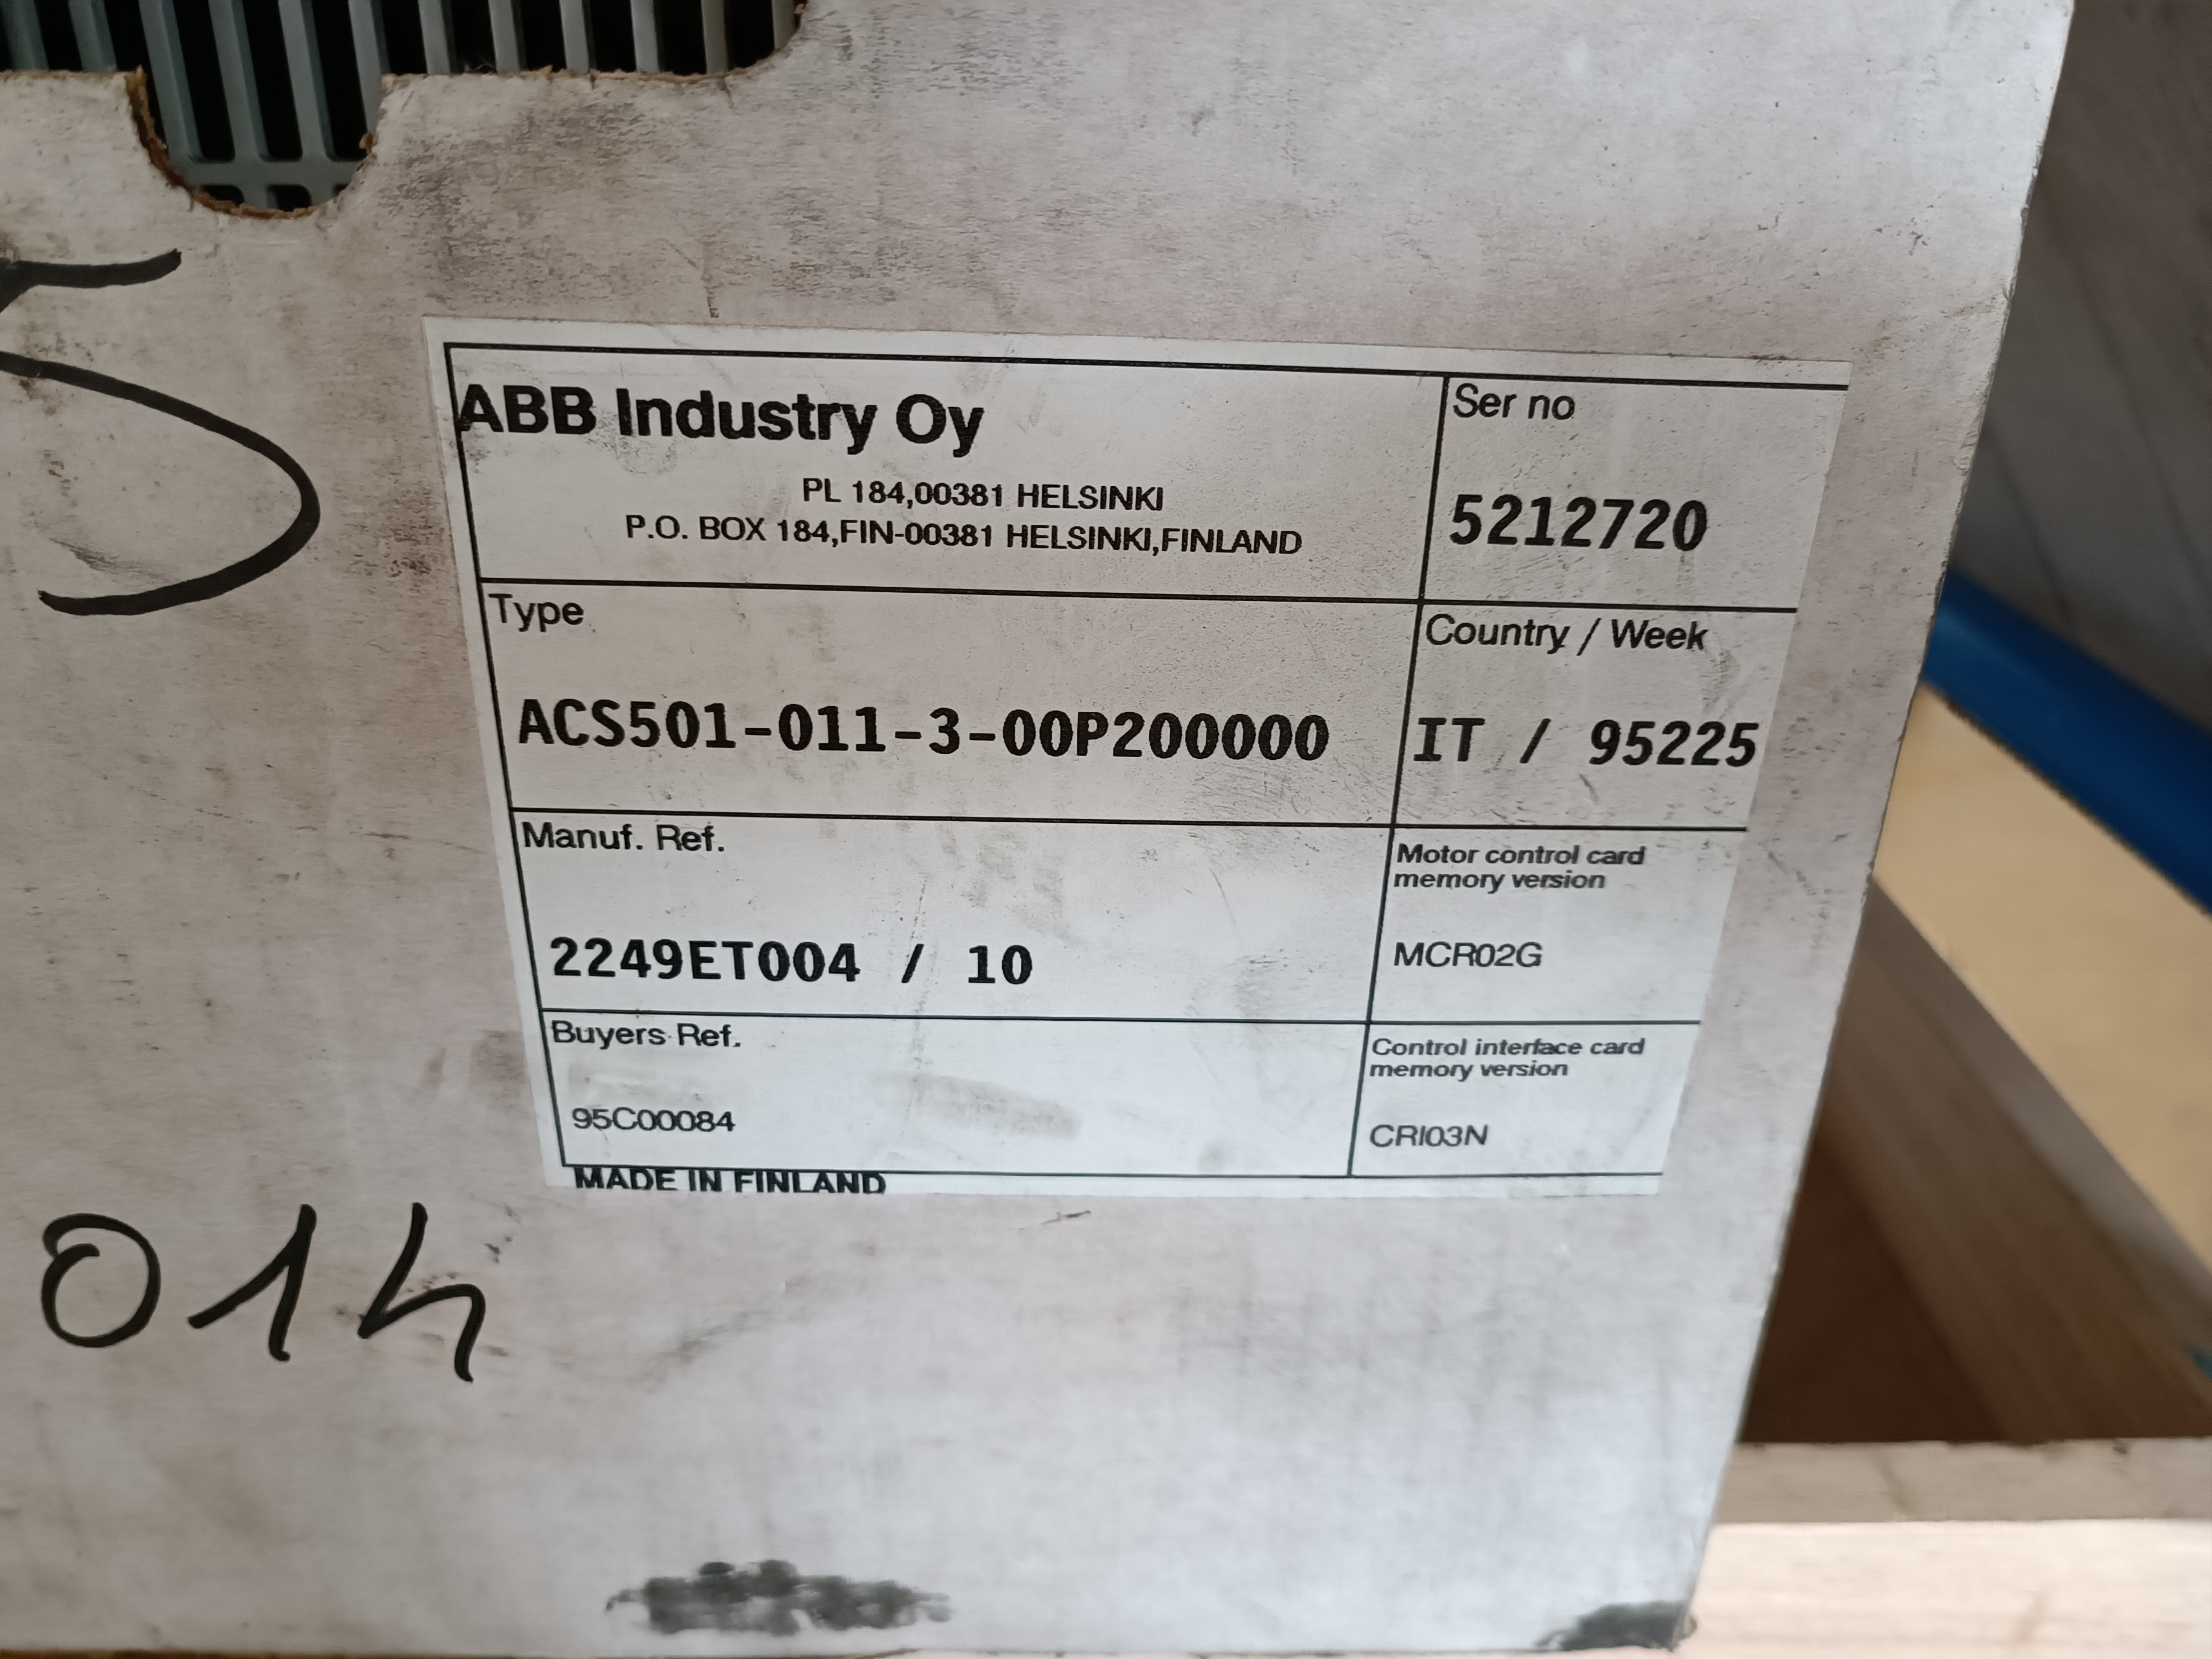 5
ABB Industry Oy
PL 184,00381 HELSINKI
P.O. BOX 184,FIN-00381 HELSINKI,FINLAND
Ser no
5212720
Type
ACS501-011-3-00P200000
Country / Week
IT / 95225
Manuf. Ref.
2249ET004 / 10
Motor control card
memory version
MCR02G
Buyers Ref.
95C00084
Control interface card
memory version
CRI03N
MADE IN FINLAND
014